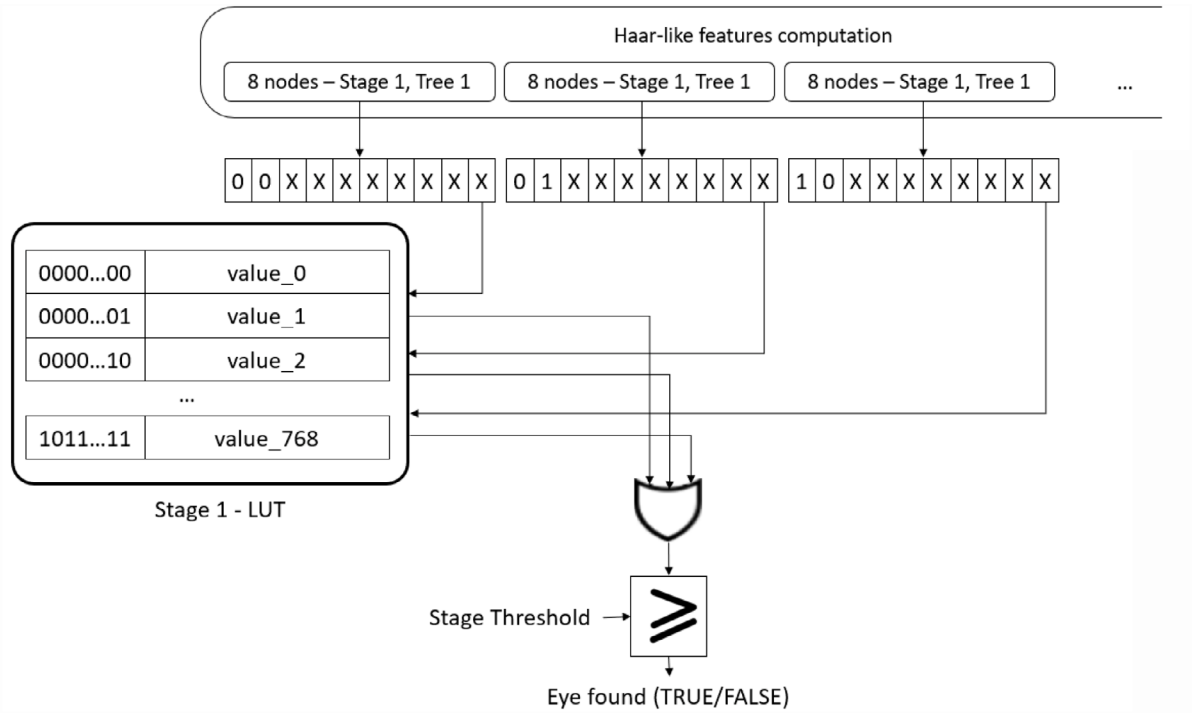 Haar-like features computation
8 nodes – Stage 1, Tree 1
8 nodes – Stage 1, Tree 1
8 nodes – Stage 1, Tree 1
...
0 0 X X X X X X X X
0 1 X X X X X X X X
1 0 X X X X X X X X
0000...00 value_0
0000...01 value_1
0000...10 value_2
...
1011...11 value_768
Stage 1 - LUT
Stage Threshold
⩾
Eye found (TRUE/FALSE)